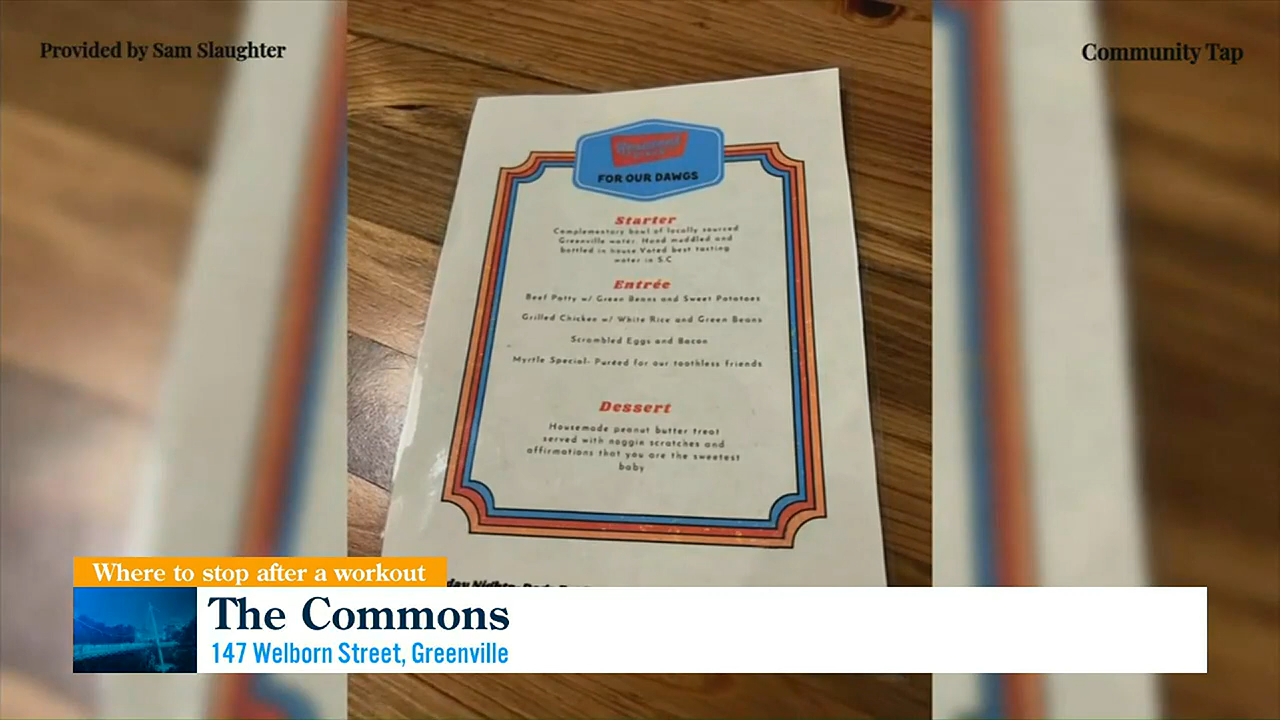 Provided by Sam Slaughter
Community Tap
FOR OUR DAWGS
Starter
Complementary bowl of locally sourced
Greenville water. Hand muddled and
bottled in house.Voted best tasting
water in S.C
Entrée
Beef Patty w/ Green Beans and Sweet Potatoes
Grilled Chicken w/ White Rice and Green Beans
Scrambled Eggs and Bacon
Myrtle Special- Puréed for our toothless friends
Dessert
Housemade peanut butter treat
served with noggin scratches and
affirmations that you are the sweetest
baby
Where to stop after a workout
The Commons
147 Welborn Street, Greenville